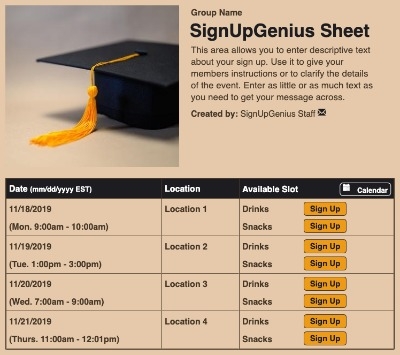 Group Name
SignUpGenius Sheet
This area allows you to enter descriptive text
about your sign up. Use it to give your
members instructions or to clarify the details
of the event. Enter as little or as much text as
you need to get your message across.
Created by: SignUpGenius Staff
Date (mm/dd/yyyy EST) Location Available Slot Calendar
11/18/2019 Location 1 Drinks Sign Up
(Mon. 9:00am - 10:00am) Snacks Sign Up
11/19/2019 Location 2 Drinks Sign Up
(Tue. 1:00pm - 3:00pm) Snacks Sign Up
11/20/2019 Location 3 Drinks Sign Up
(Wed. 7:00am - 9:00am) Snacks Sign Up
11/21/2019 Location 4 Drinks Sign Up
(Thurs. 11:00am - 12:01pm) Snacks Sign Up